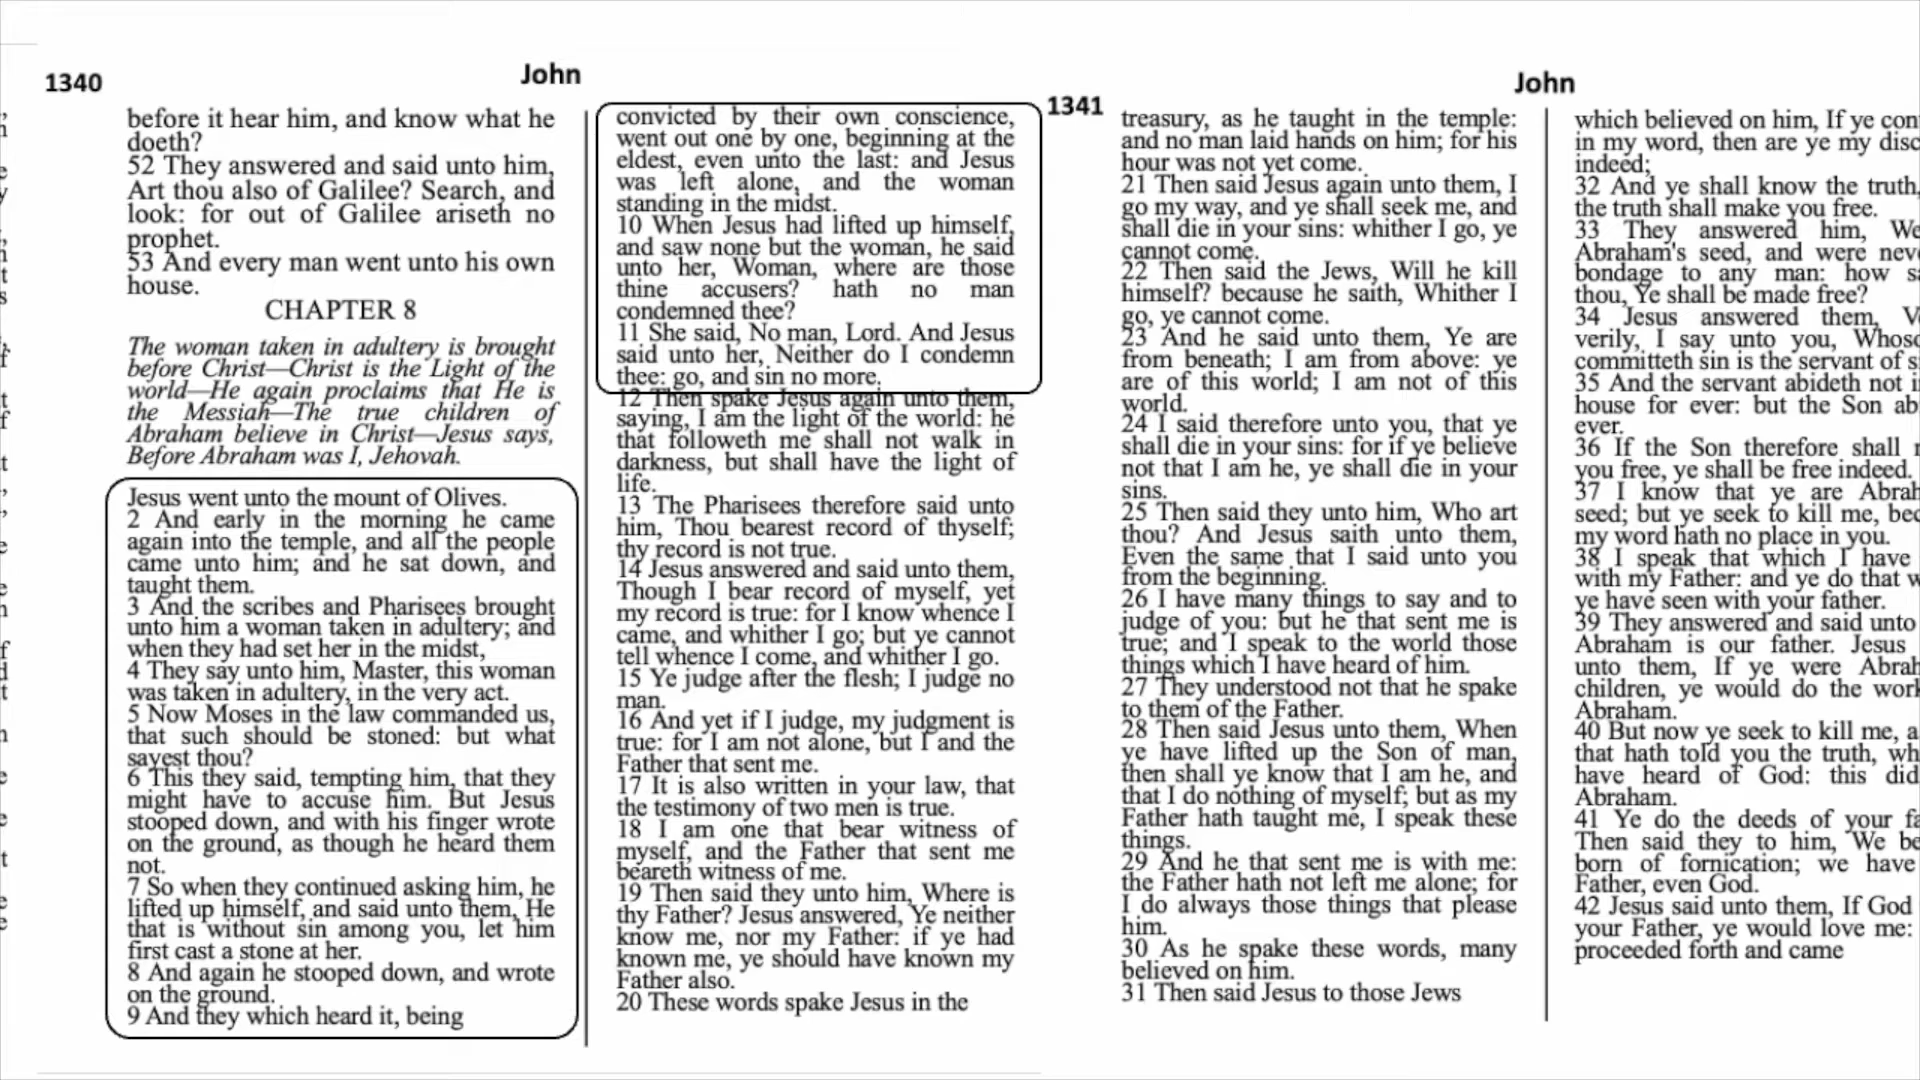 1340
John
before it hear him, and know what he
doeth?
52 They answered and said unto him,
Art thou also of Galilee? Search, and
look: for out of Galilee ariseth no
prophet.
53 And every man went unto his own
house.
CHAPTER 8
The woman taken in adultery is brought
before Christ—Christ is the Light of the
world—He again proclaims that He is
the Messiah—The true children of
Abraham believe in Christ—Jesus says,
Before Abraham was I, Jehovah.
Jesus went unto the mount of Olives.
2 And early in the morning he came
again into the temple, and all the people
came unto him; and he sat down, and
taught them.
3 And the scribes and Pharisees brought
unto him a woman taken in adultery; and
when they had set her in the midst,
4 They say unto him, Master, this woman
was taken in adultery, in the very act.
5 Now Moses in the law commanded us,
that such should be stoned: but what
sayest thou?
6 This they said, tempting him, that they
might have to accuse him. But Jesus
stooped down, and with his finger wrote
on the ground, as though he heard them
not.
7 So when they continued asking him, he
lifted up himself, and said unto them, He
that is without sin among you, let him
first cast a stone at her.
8 And again he stooped down, and wrote
on the ground.
9 And they which heard it, being
convicted by their own conscience,
went out one by one, beginning at the
eldest, even unto the last: and Jesus
was left alone, and the woman
standing in the midst.
10 When Jesus had lifted up himself,
and saw none but the woman, he said
unto her, Woman, where are those
thine accusers? hath no man
condemned thee?
11 She said, No man, Lord. And Jesus
said unto her, Neither do I condemn
thee: go, and sin no more.
12 Then spake Jesus again unto them,
saying, I am the light of the world: he
that followeth me shall not walk in
darkness, but shall have the light of
life.
13 The Pharisees therefore said unto
him, Thou bearest record of thyself;
thy record is not true.
14 Jesus answered and said unto them,
Though I bear record of myself, yet
my record is true: for I know whence I
came, and whither I go; but ye cannot
tell whence I come, and whither I go.
15 Ye judge after the flesh; I judge no
man.
16 And yet if I judge, my judgment is
true: for I am not alone, but I and the
Father that sent me.
17 It is also written in your law, that
the testimony of two men is true.
18 I am one that bear witness of
myself, and the Father that sent me
beareth witness of me.
19 Then said they unto him, Where is
thy Father? Jesus answered, Ye neither
know me, nor my Father: if ye had
known me, ye should have known my
Father also.
20 These words spake Jesus in the
1341
John
treasury, as he taught in the temple:
and no man laid hands on him; for his
hour was not yet come.
21 Then said Jesus again unto them, I
go my way, and ye shall seek me, and
shall die in your sins: whither I go, ye
cannot come.
22 Then said the Jews, Will he kill
himself? because he saith, Whither I
go, ye cannot come.
23 And he said unto them, Ye are
from beneath; I am from above: ye
are of this world; I am not of this
world.
24 I said therefore unto you, that ye
shall die in your sins: for if ye believe
not that I am he, ye shall die in your
sins.
25 Then said they unto him, Who art
thou? And Jesus saith unto them,
Even the same that I said unto you
from the beginning.
26 I have many things to say and to
judge of you: but he that sent me is
true; and I speak to the world those
things which I have heard of him.
27 They understood not that he spake
to them of the Father.
28 Then said Jesus unto them, When
ye have lifted up the Son of man,
then shall ye know that I am he, and
that I do nothing of myself; but as my
Father hath taught me, I speak these
things.
29 And he that sent me is with me:
the Father hath not left me alone; for
I do always those things that please
him.
30 As he spake these words, many
believed on him.
31 Then said Jesus to those Jews
which believed on him, If ye
in my word, then are ye my
indeed;
32 And ye shall know the truth,
the truth shall make you free.
33 They answered him,
Abraham's seed, and were
bondage to any man: how
thou, Ye shall be made free?
34 Jesus answered them,
verily, I say unto you,
committeth sin is the servant of
35 And the servant abideth not
house for ever: but the Son
ever.
36 If the Son therefore shall
you free, ye shall be free indeed.
37 I know that ye are
seed; but ye seek to kill me,
my word hath no place in you.
38 I speak that which I have
with my Father: and ye do that
ye have seen with your father.
39 They answered and said unto
Abraham is our father. Jesus
unto them, If ye were
children, ye would do the
Abraham.
40 But now ye seek to kill me,
that hath told you the truth,
have heard of God: this did
Abraham.
41 Ye do the deeds of your
Then said they to him, We
born of fornication; we have
Father, even God.
42 Jesus said unto them, If God
your Father, ye would love me:
proceeded forth and came